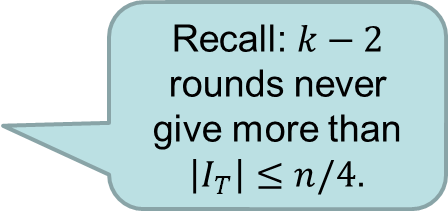 Recall: k − 2
rounds never
give more than
|I_T| ≤ n/4.